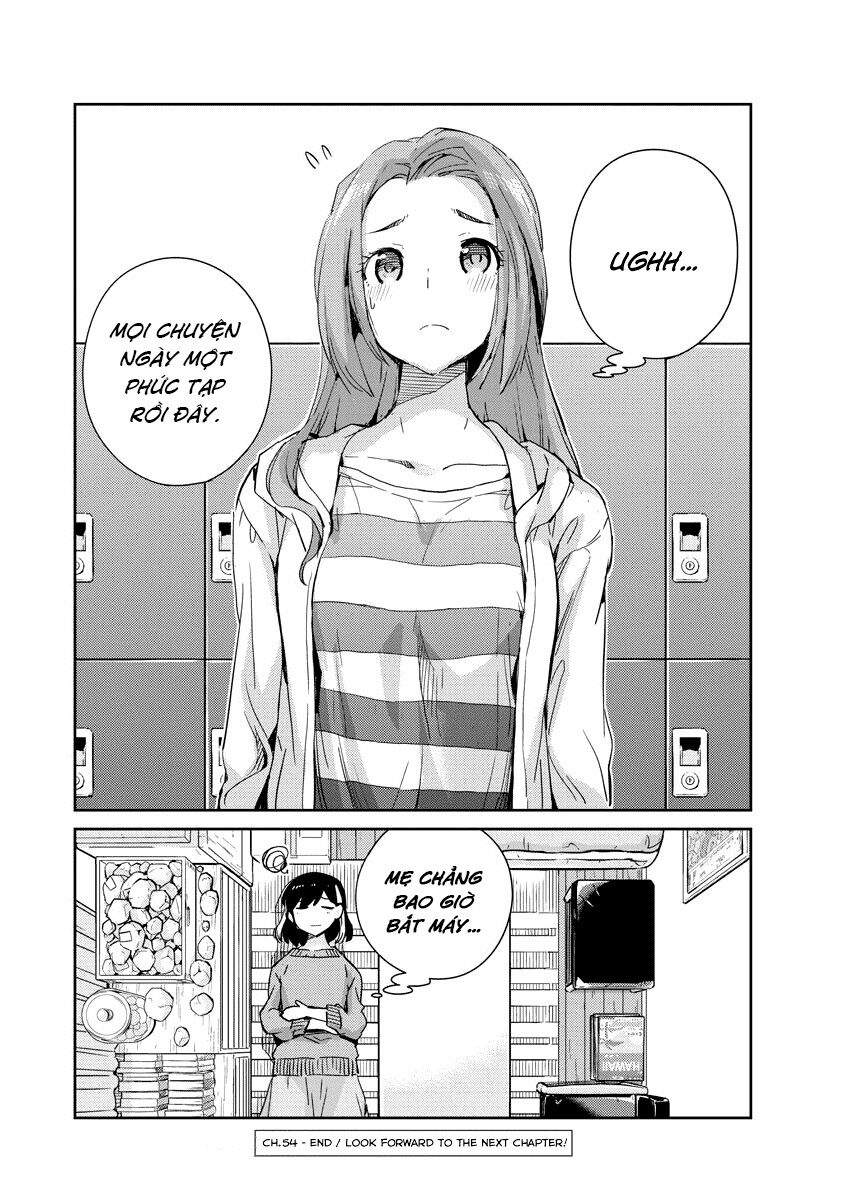 UGHH...
MỌI CHUYỆN
NGÀY MỘT
PHỨC TẠP
RỒI ĐÂY.
MẸ CHẲNG
BAO GIỜ
BẮT MÁY...
HAWAII
CH.54 - END / LOOK FORWARD TO THE NEXT CHAPTER!